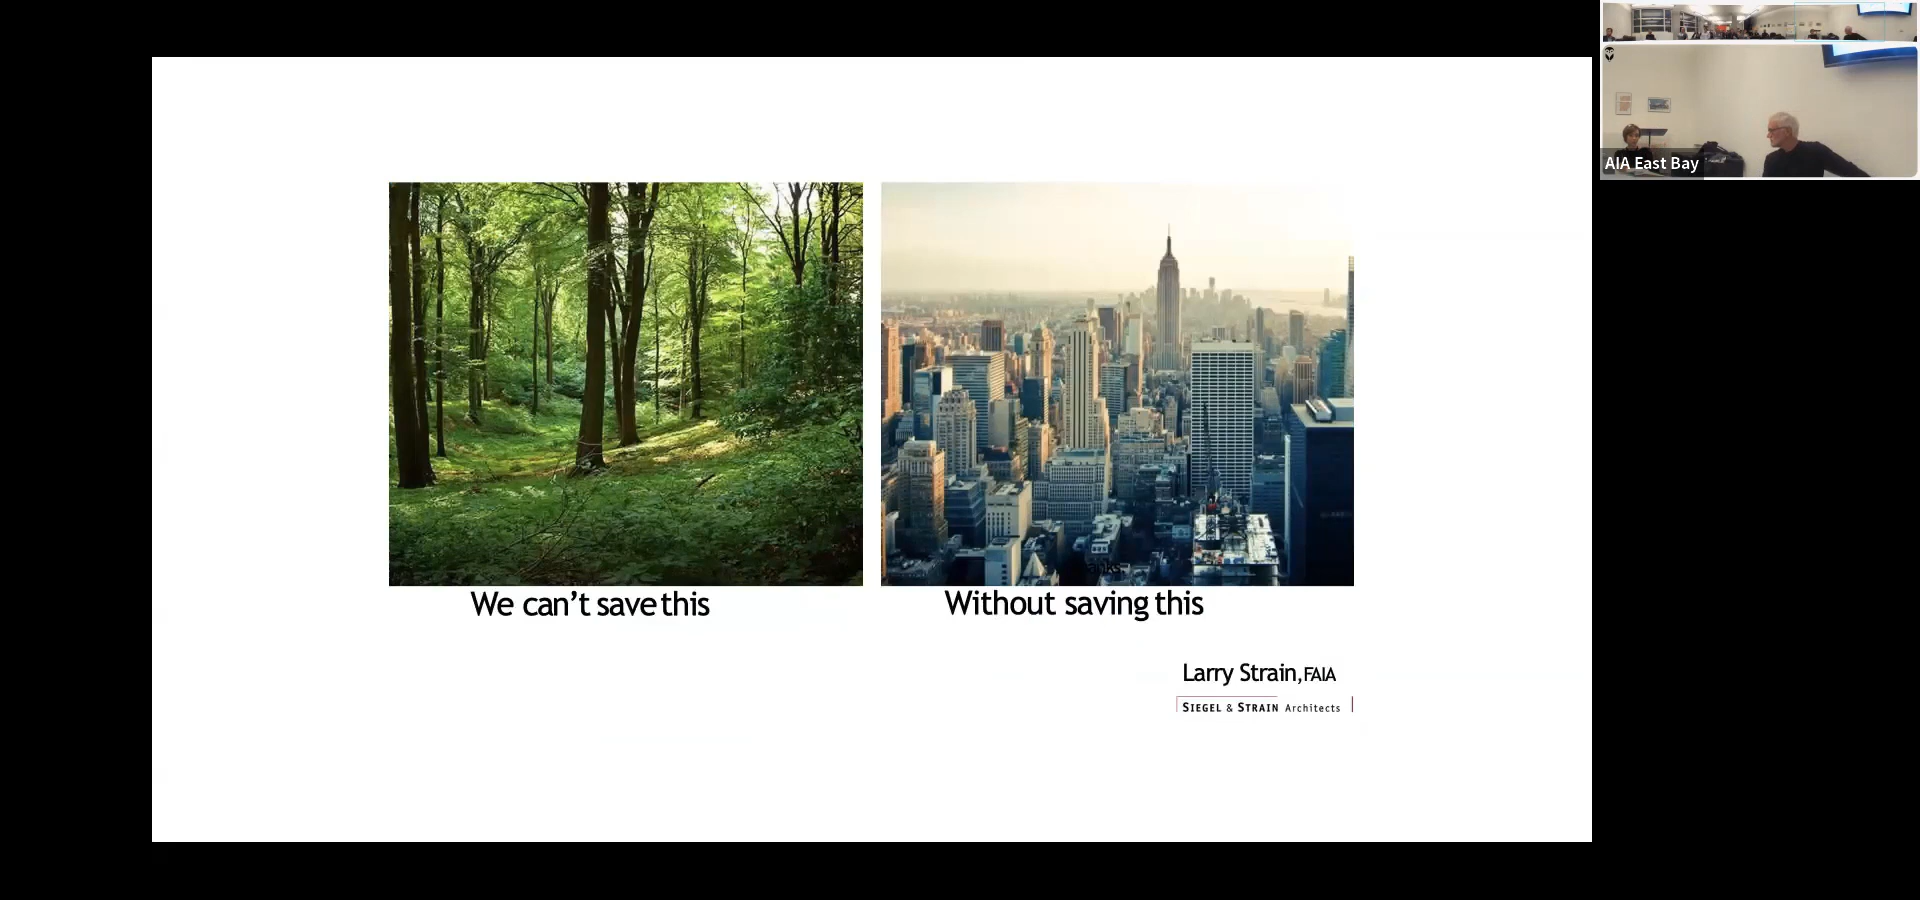 AIA East Bay
We can't save this
Without saving this
Larry Strain, FAIA
SIEGEL & STRAIN Architects